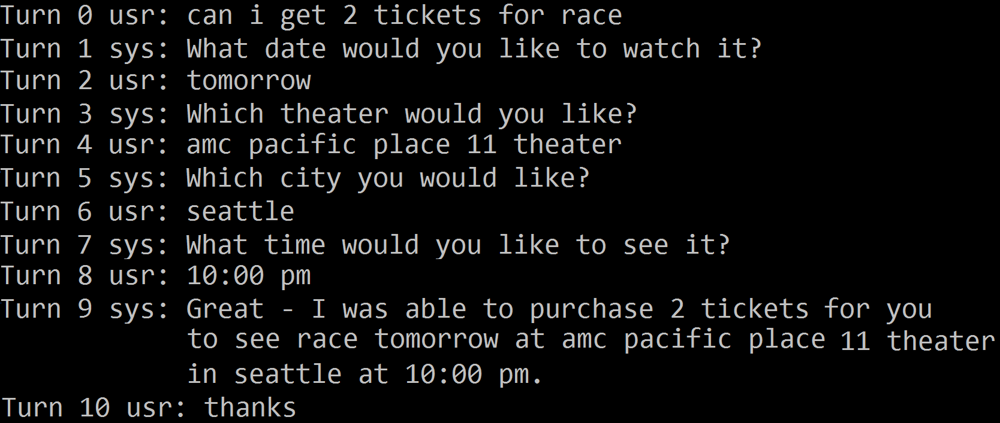 Turn 0 usr: can i get 2 tickets for race
Turn 1 sys: What date would you like to watch it?
Turn 2 usr: tomorrow
Turn 3 sys: Which theater would you like?
Turn 4 usr: amc pacific place 11 theater
Turn 5 sys: Which city you would like?
Turn 6 usr: seattle
Turn 7 sys: What time would you like to see it?
Turn 8 usr: 10:00 pm
Turn 9 sys: Great - I was able to purchase 2 tickets for you
to see race tomorrow at amc pacific place 11 theater
in seattle at 10:00 pm.
Turn 10 usr: thanks